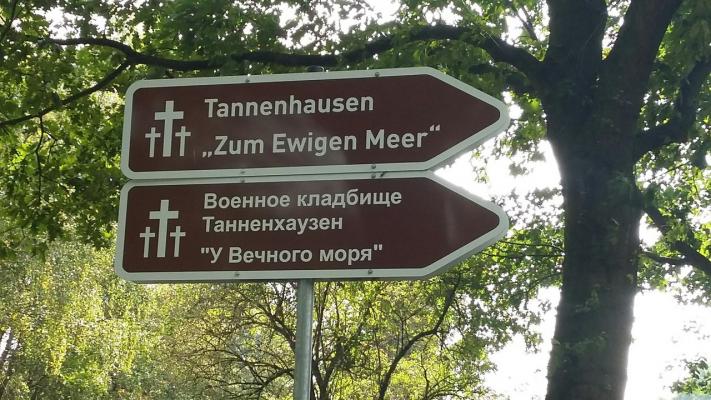 Tannenhausen
„Zum Ewigen Meer“
Военное кладбище
Танненхаузен
"У Вечного моря"